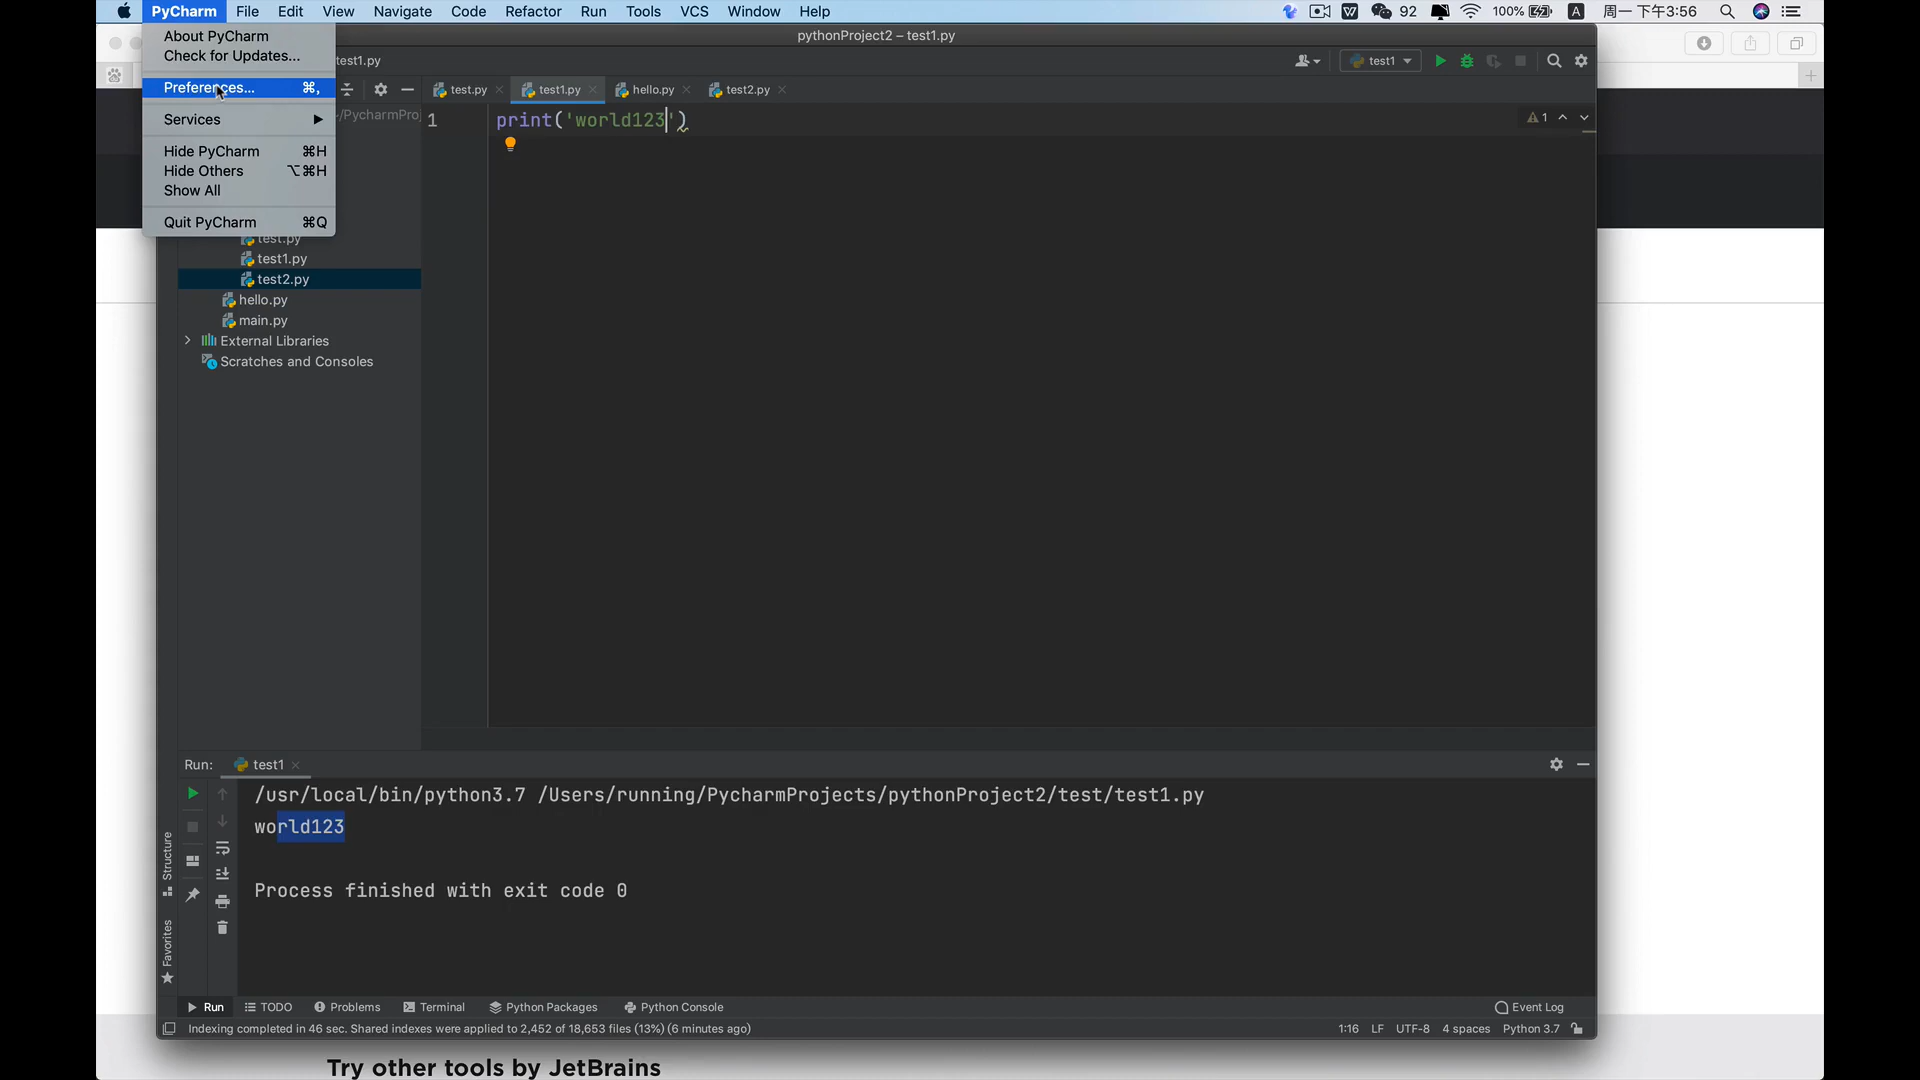 PyCharm File Edit View Navigate Code Refactor Run Tools VCS Window Help 92 100% A 周一 下午3:56
About PyCharm
Check for Updates...
Preferences... ⌘,
Services
Hide PyCharm ⌘H
Hide Others ⌥⌘H
Show All
Quit PyCharm ⌘Q
pythonProject2 – test1.py
test1.py
test1
test.py test1.py hello.py test2.py
~/PycharmProj
1 print('world123')
1
test.py
test1.py
test2.py
hello.py
main.py
External Libraries
Scratches and Consoles
Run: test1
/usr/local/bin/python3.7 /Users/running/PycharmProjects/pythonProject2/test/test1.py
world123
Process finished with exit code 0
Structure
Favorites
Run TODO Problems Terminal Python Packages Python Console Event Log
Indexing completed in 46 sec. Shared indexes were applied to 2,452 of 18,653 files (13%) (6 minutes ago) 1:16 LF UTF-8 4 spaces Python 3.7
Try other tools by JetBrains